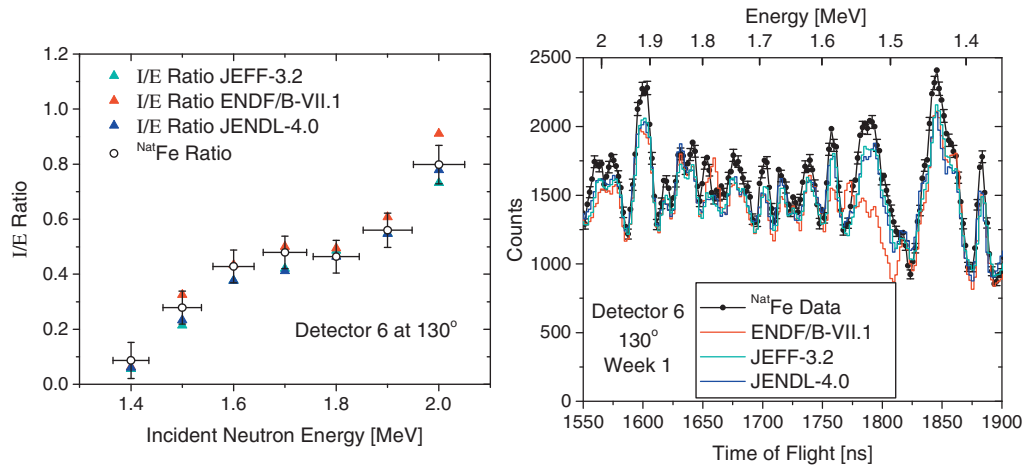 I/E Ratio
1.2
1.0
0.8
0.6
0.4
0.2
0.0
I/E Ratio JEFF-3.2
I/E Ratio ENDF/B-VII.1
I/E Ratio JENDL-4.0
NatFe Ratio
Detector 6 at 130°
1.4 1.6 1.8 2.0
Incident Neutron Energy [MeV]
Energy [MeV]
2 1.9 1.8 1.7 1.6 1.5 1.4
Counts
2500
2000
1500
1000
500
0
Detector 6
130°
Week 1
NatFe Data
ENDF/B-VII.1
JEFF-3.2
JENDL-4.0
1550 1600 1650 1700 1750 1800 1850 1900
Time of Flight [ns]